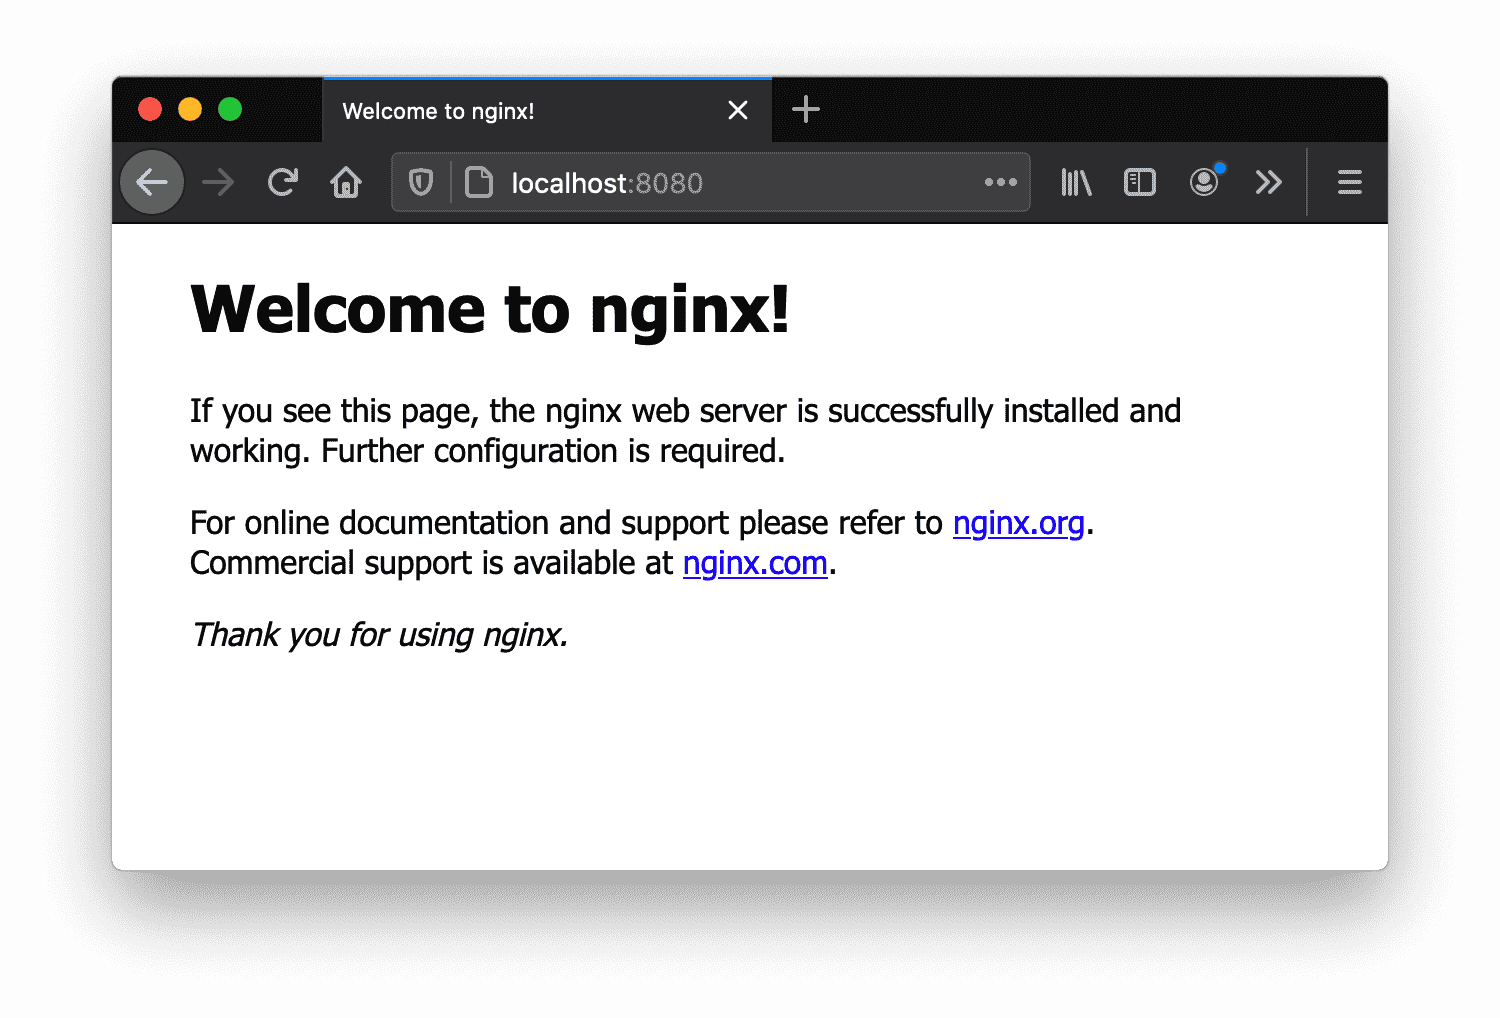 Welcome to nginx!
localhost:8080
Welcome to nginx!
If you see this page, the nginx web server is successfully installed and
working. Further configuration is required.
For online documentation and support please refer to nginx.org.
Commercial support is available at nginx.com.
Thank you for using nginx.